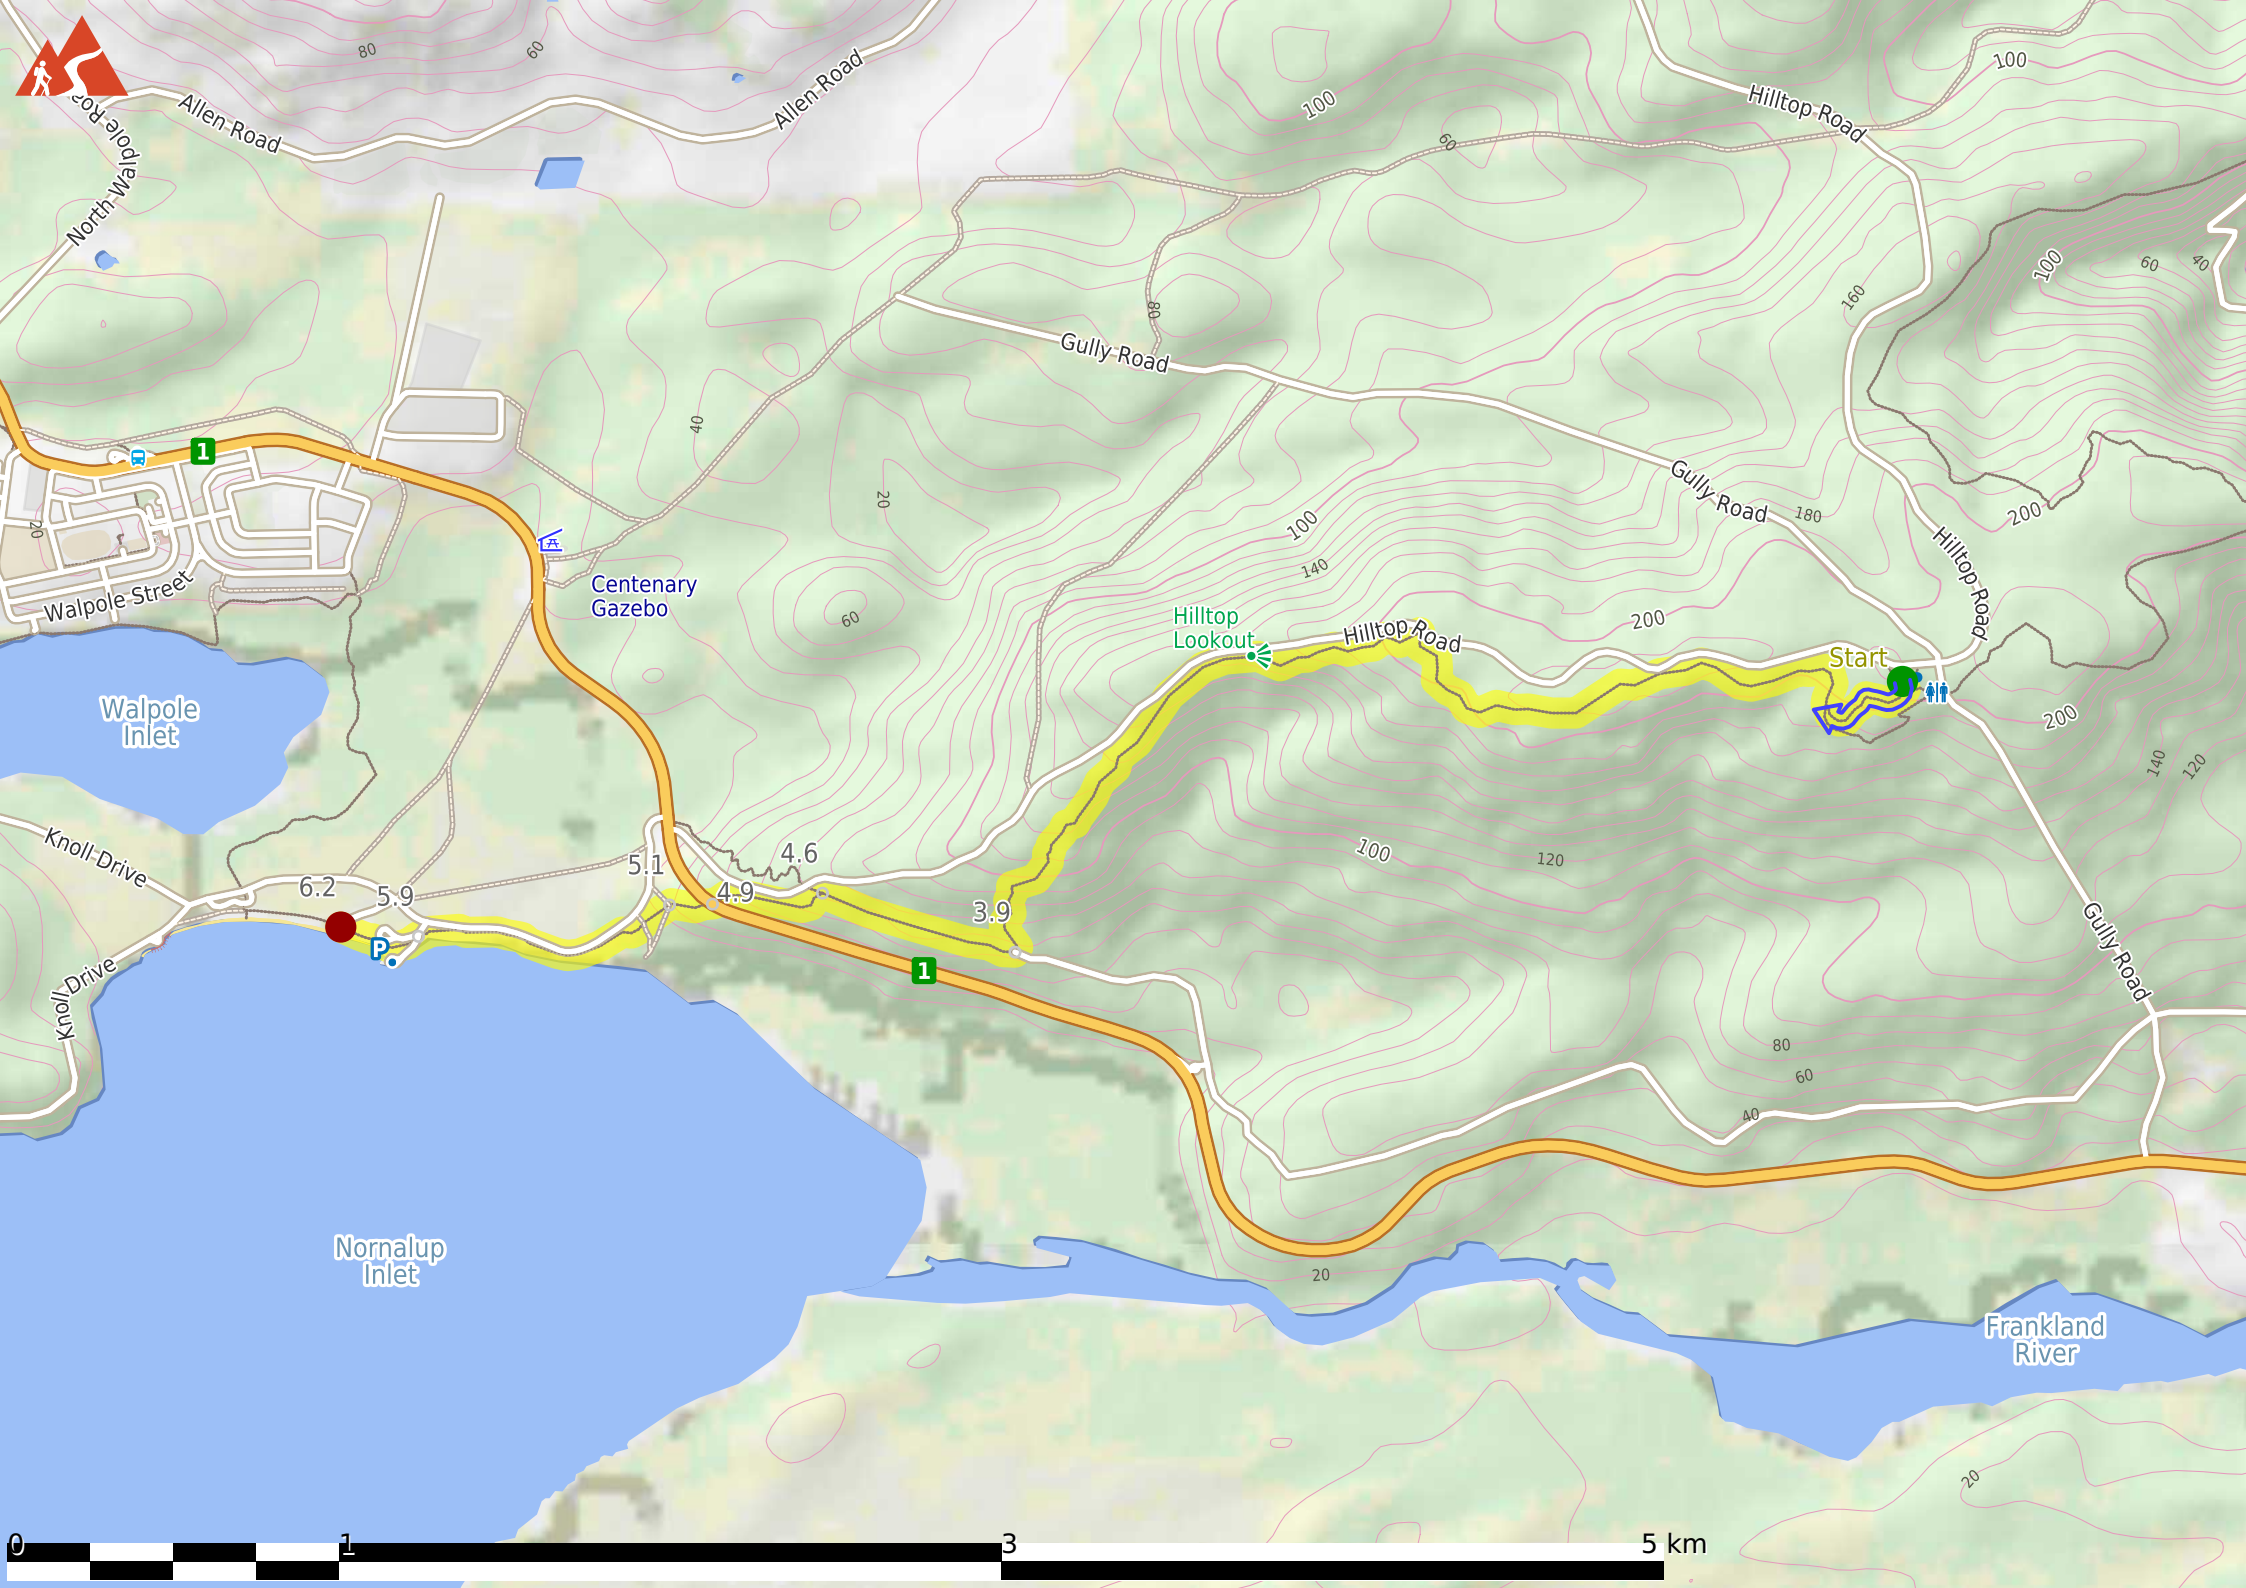 80
60
100
Allen Road
Allen Road
Hilltop Road
100
North Walpole Road
60
100
60
40
160
80
Gully Road
40
1
20
20
Gully Road
180
200
100
140
Hilltop Road
Centenary
Gazebo
Walpole Street
60
Hilltop
Lookout
Hilltop Road
200
Start
Walpole
Inlet
200
140
120
Knoll Drive
5.1
4.6
100
120
6.2
5.9
4.9
3.9
P
Knoll Drive
1
Gully Road
Knoll
80
60
40
Nornalup
Inlet
20
Frankland
River
20
0
1
3
5 km